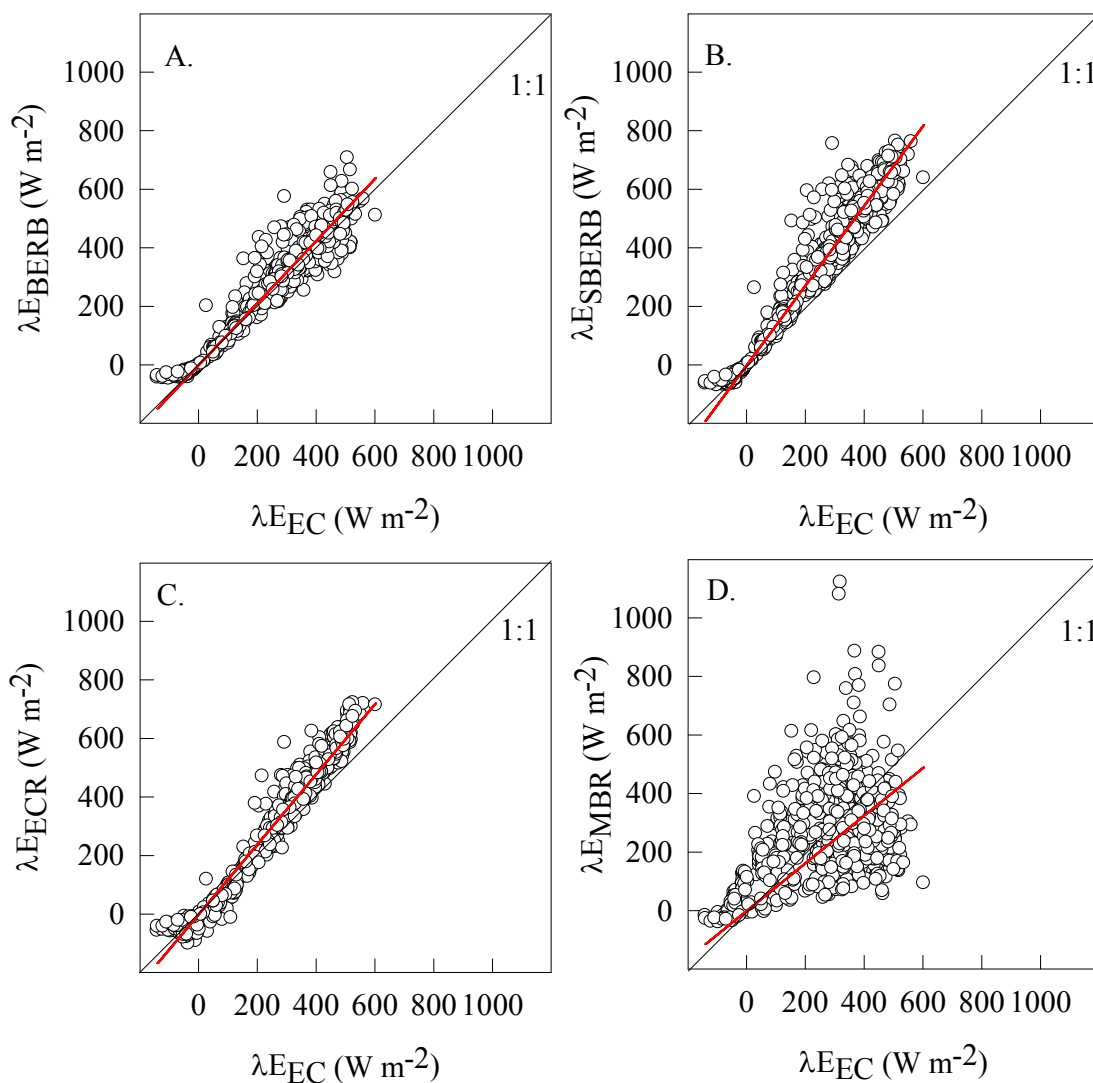 A.
1:1
1000
800
600
400
200
0
λE_BERB (W m-2)
0 200 400 600 800 1000
λE_EC (W m-2)
B.
1:1
1000
800
600
400
200
0
λE_SBERB (W m-2)
0 200 400 600 800 1000
λE_EC (W m-2)
C.
1:1
1000
800
600
400
200
0
λE_ECR (W m-2)
0 200 400 600 800 1000
λE_EC (W m-2)
D.
1:1
1000
800
600
400
200
0
λE_MBR (W m-2)
0 200 400 600 800 1000
λE_EC (W m-2)